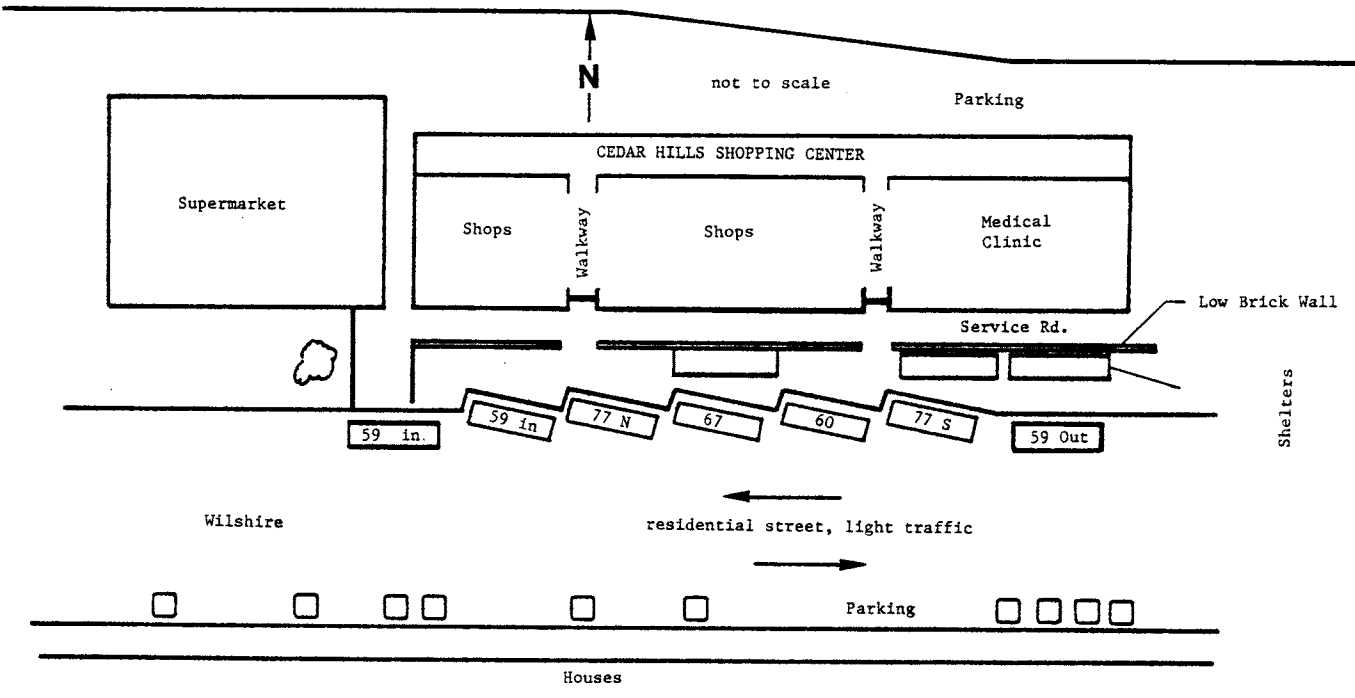 N
not to scale
Parking
CEDAR HILLS SHOPPING CENTER
Supermarket
Shops
Walkway
Shops
Walkway
Medical
Clinic
Low Brick Wall
Service Rd.
Shelters
59 in.
59 in
77 N
67
60
77 S
59 Out
Wilshire
residential street, light traffic
Parking
Houses